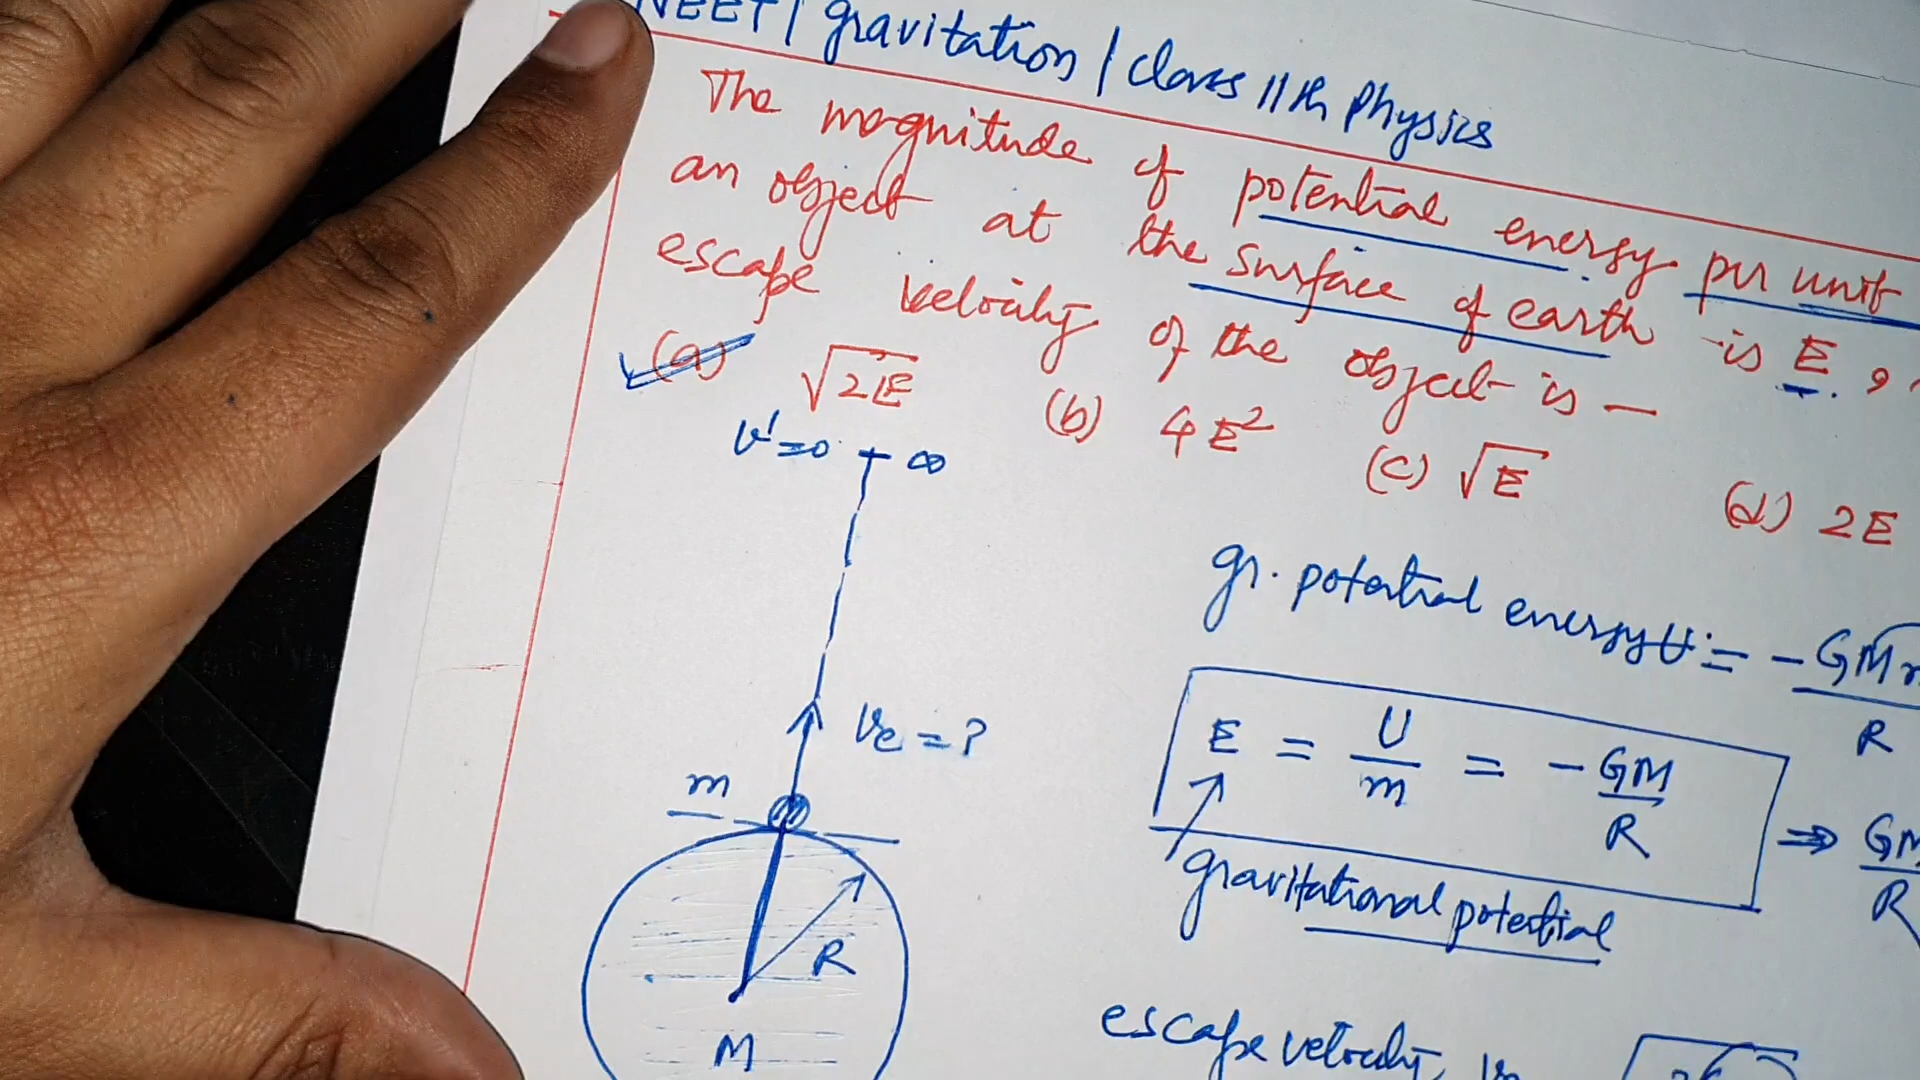 NEET / Gravitation / Class 11th Physics
The magnitude of potential energy per unit
an object at the surface of earth is E,
escape velocity of the object is —
(a) √2E (b) 4E² (c) √E (d) 2E
v' = 0 ∞
gr. potential energy U = - GMm / R
ve = ?
E = U/m = - GM/R ⇒ GM/R
m
gravitational potential
R
M
escape velocity